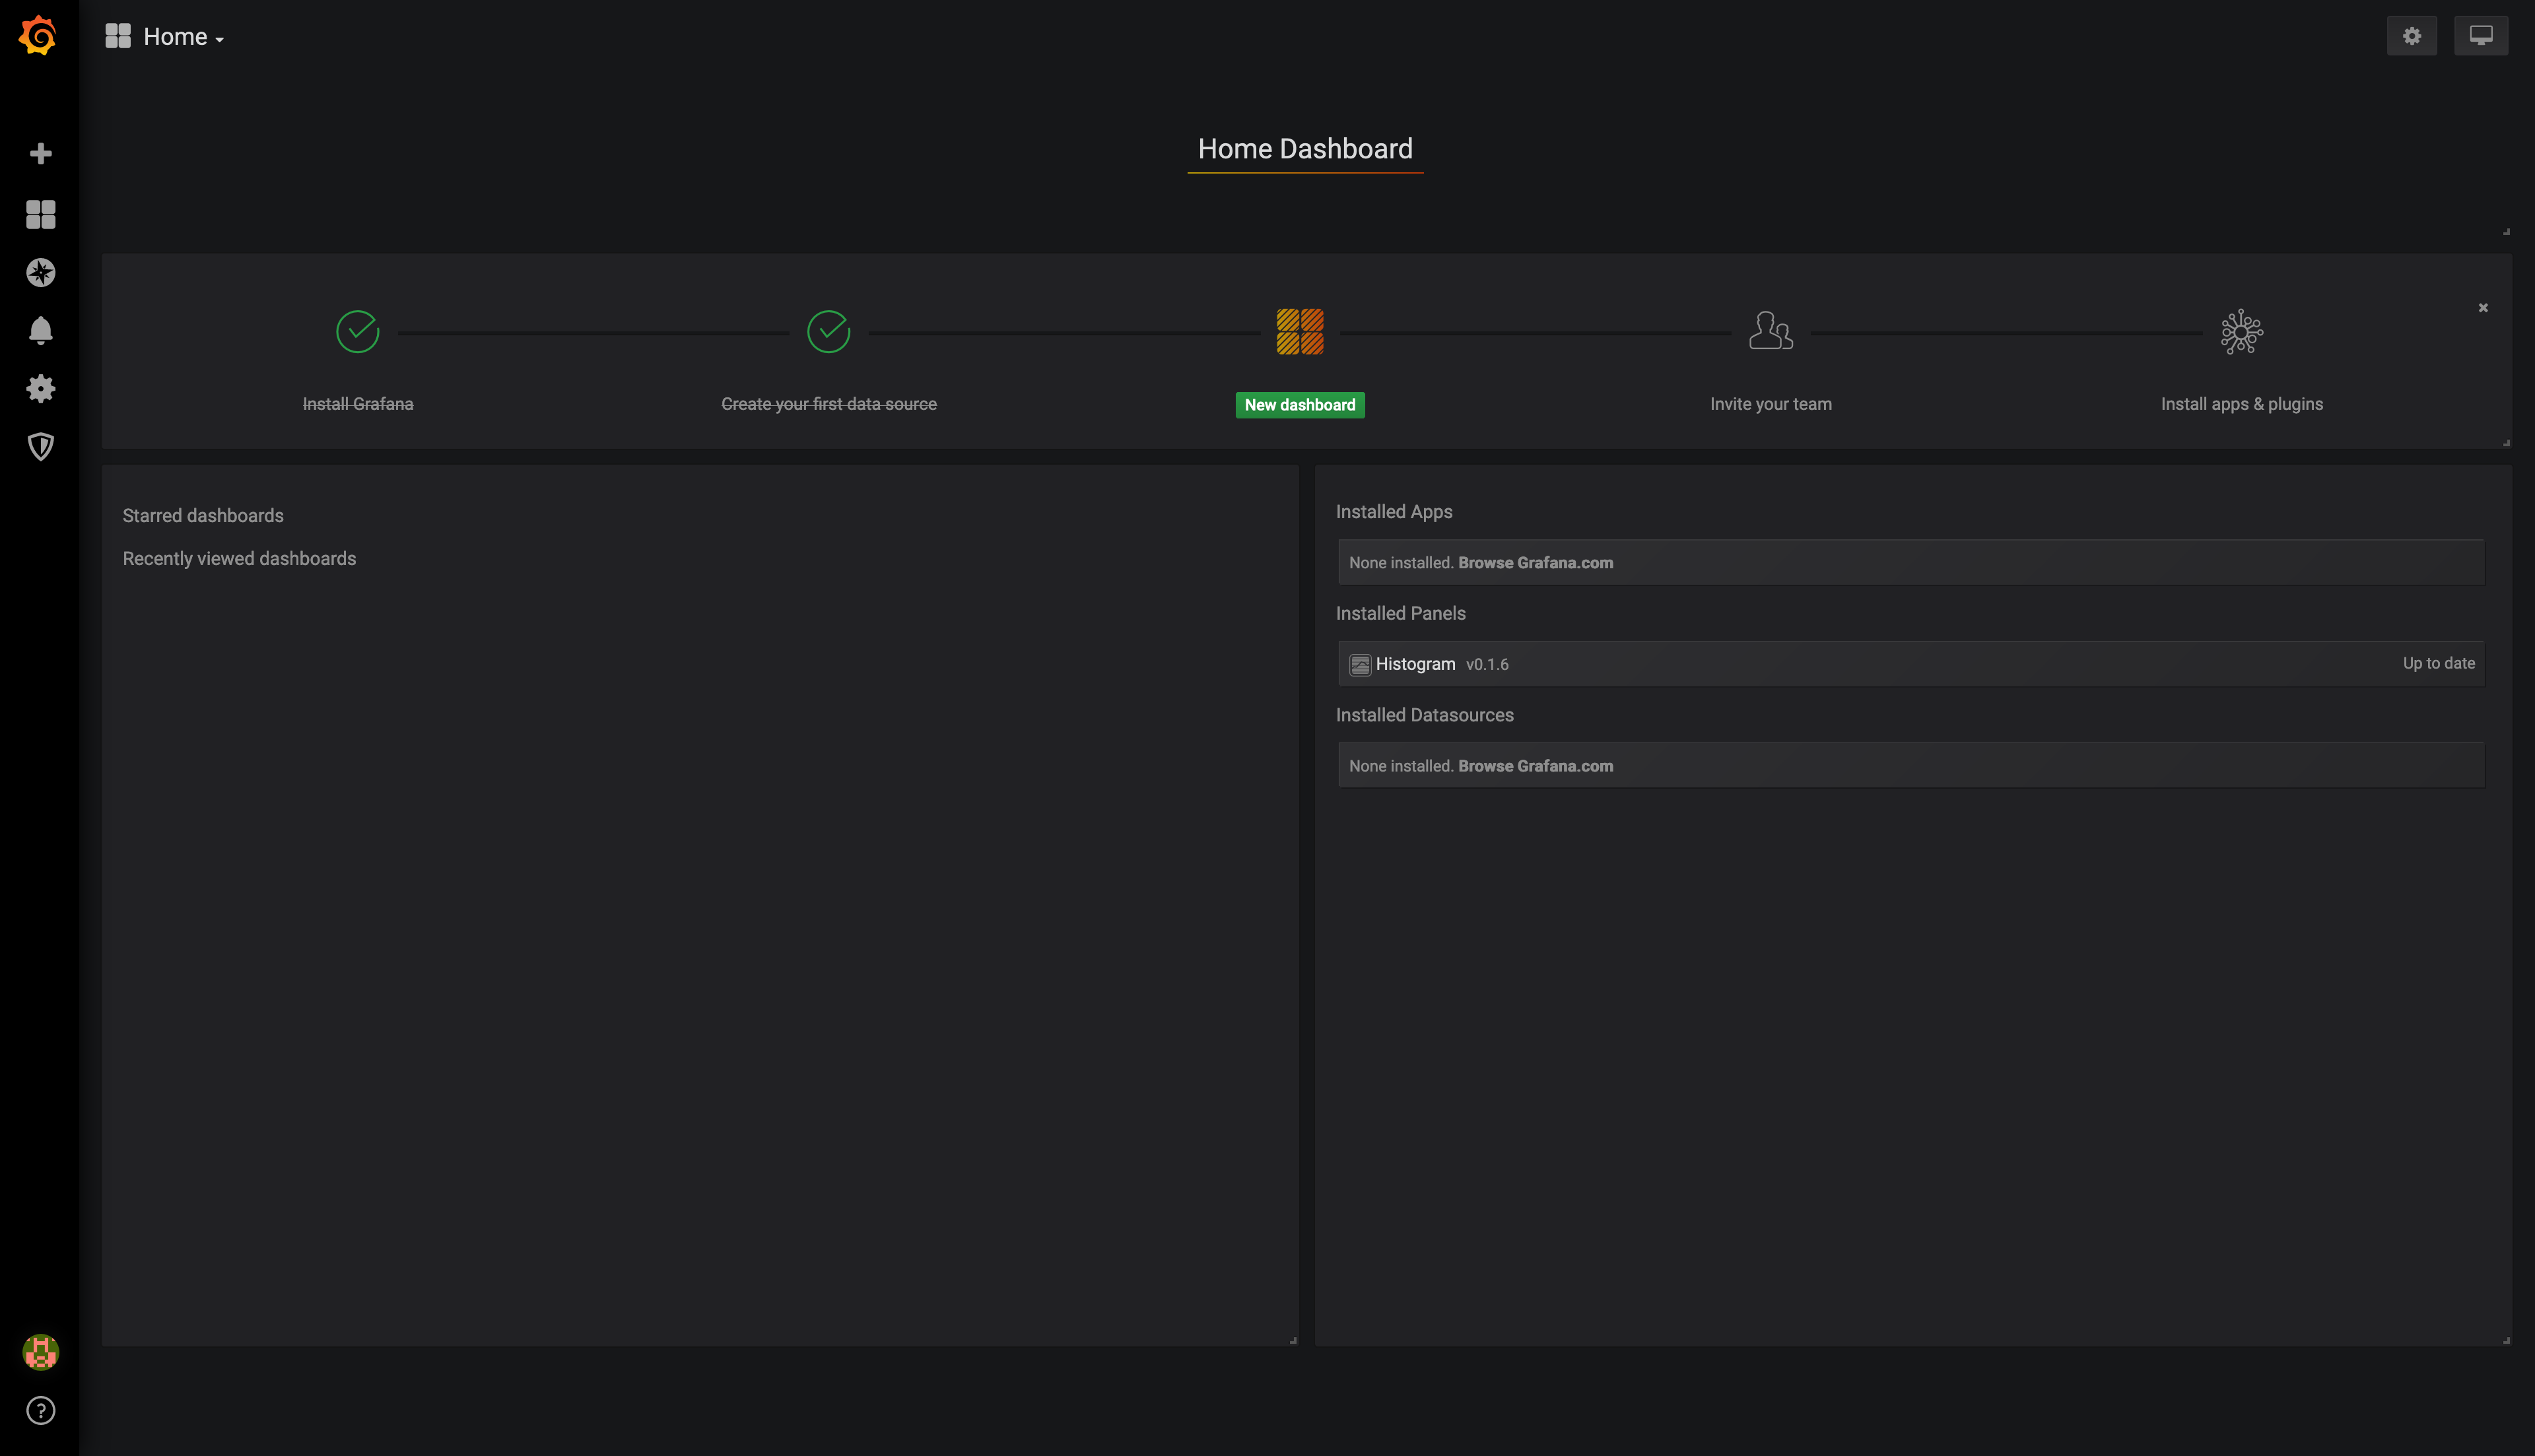 Home
Home Dashboard
Install Grafana
Create your first data source
New dashboard
Invite your team
Install apps & plugins
Starred dashboards
Recently viewed dashboards
Installed Apps
None installed. Browse Grafana.com
Installed Panels
Histogram v0.1.6 Up to date
Installed Datasources
None installed. Browse Grafana.com